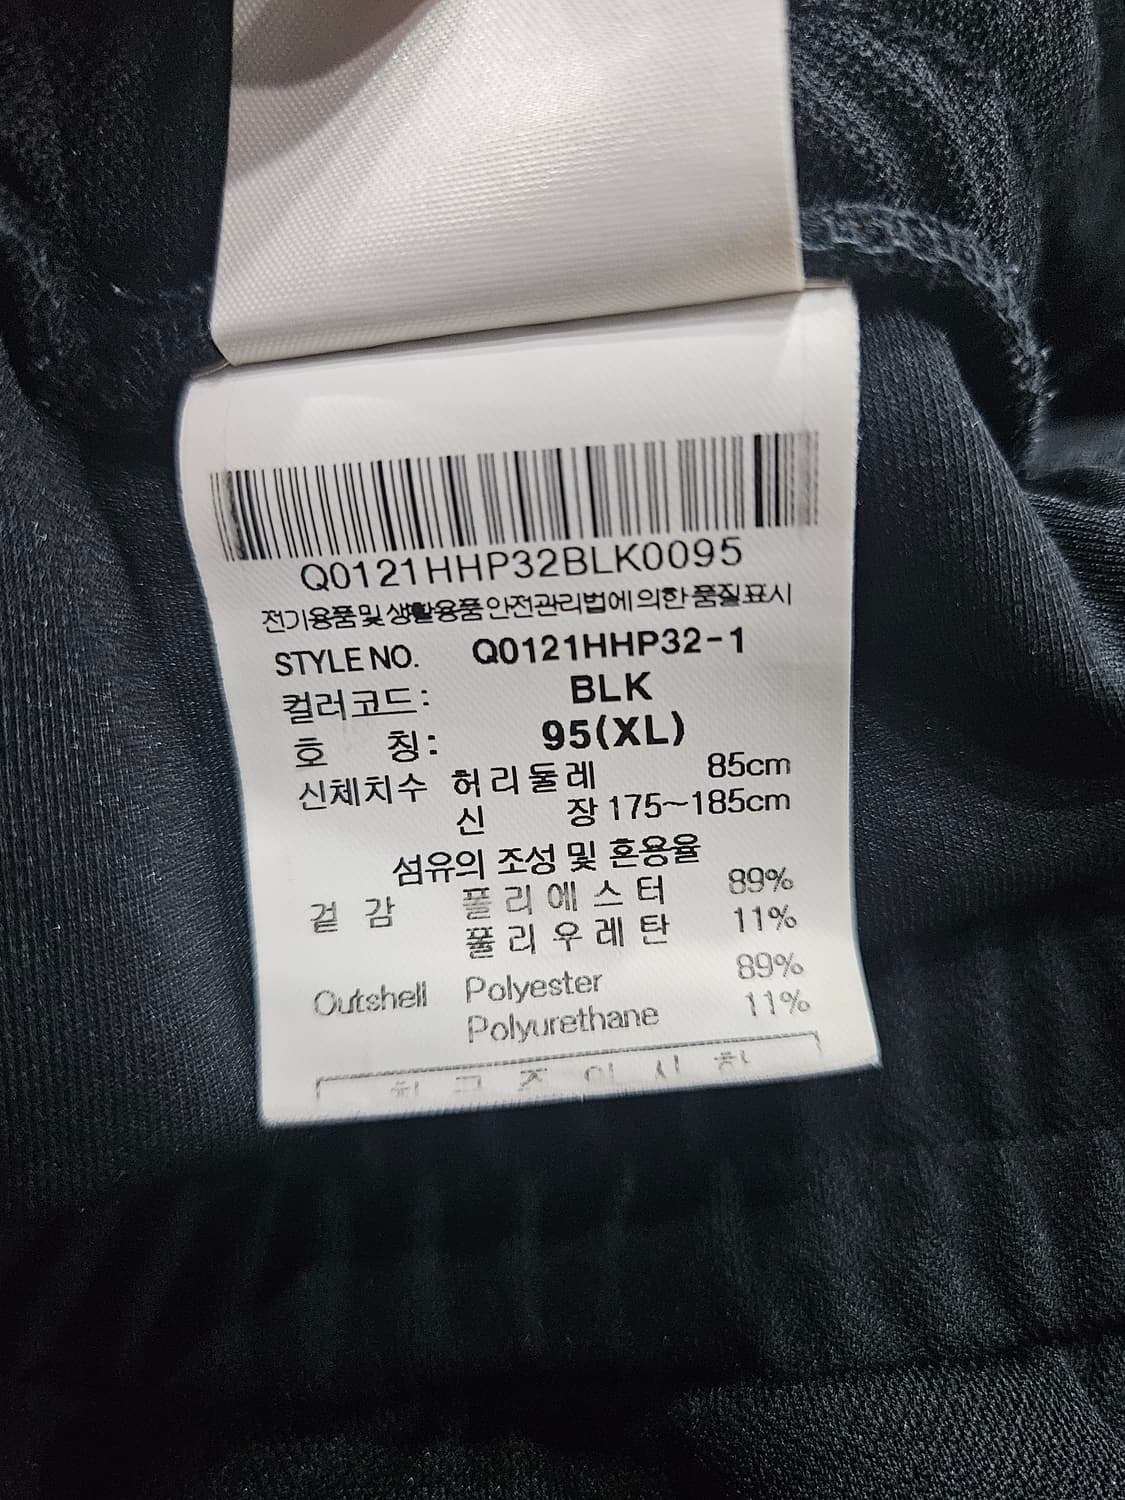 Q0121HHP32BLK0095
전기용품및생활용품안전관리법에의한 품질표시
STYLE NO. Q0121HHP32-1
컬러코드: BLK
호 칭: 95(XL)
신체치수 허리둘레 85cm
신 장 175~185cm
섬유의 조성 및 혼용율
겉 감 폴리에스터 89%
풀리우레탄 11%
Outshell Polyester 89%
Polyurethane 11%